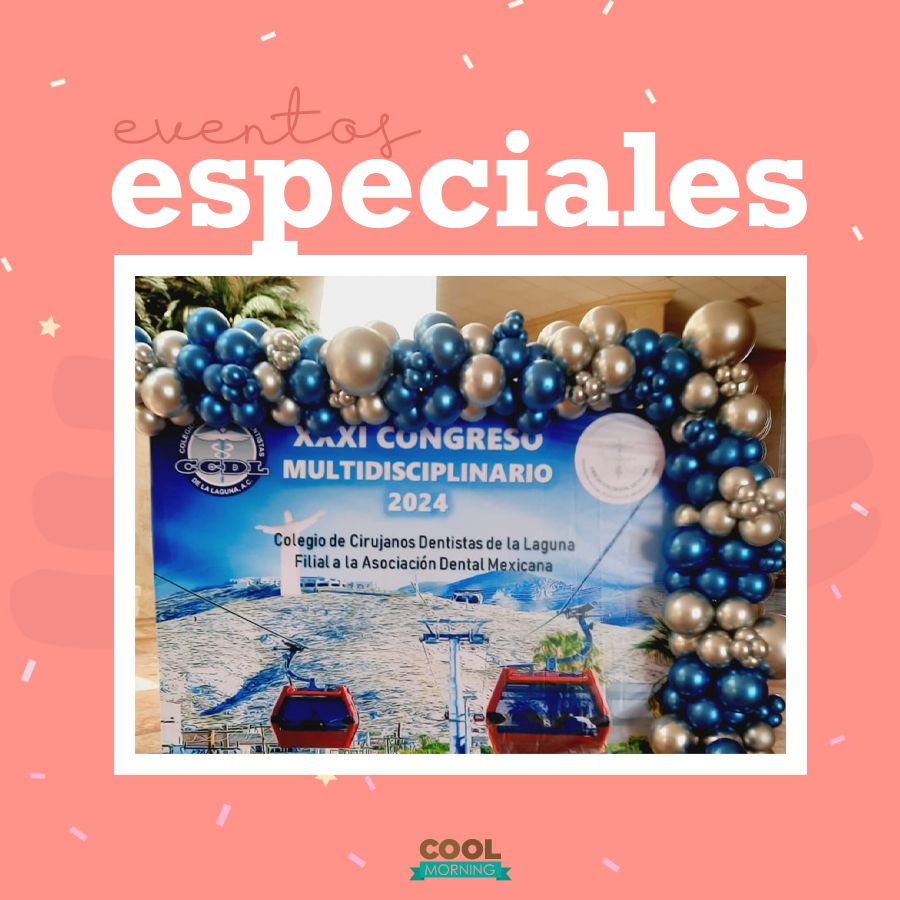 eventos
especiales
XXXI CONGRESO
MULTIDISCIPLINARIO
2024
CCDL
DE LA LAGUNA, A.C.
Colegio de Cirujanos Dentistas de la Laguna
Filial a la Asociación Dental Mexicana
COOL
MORNING